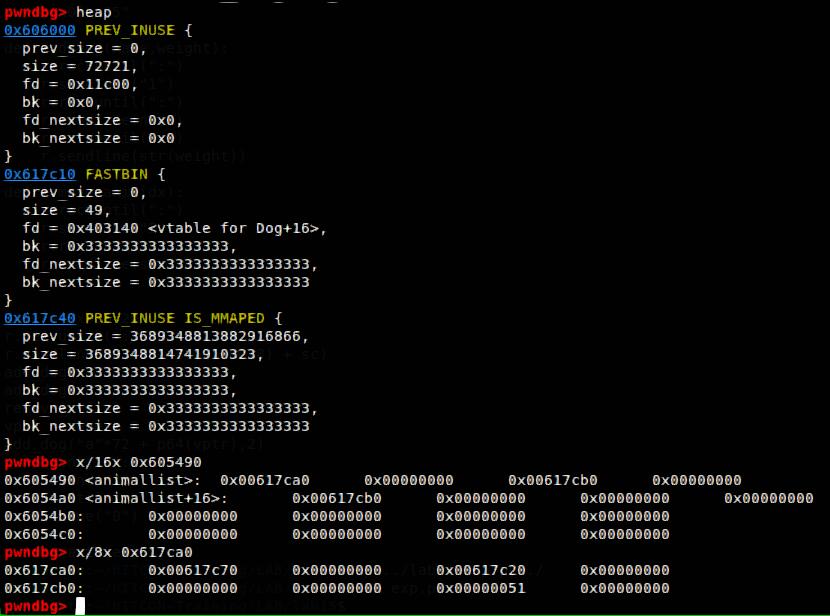 pwndbg> heap
0x606000 PREV_INUSE {
  prev_size = 0,
  size = 72721,
  fd = 0x11c00,
  bk = 0x0,
  fd_nextsize = 0x0,
  bk_nextsize = 0x0
}
0x617c10 FASTBIN {
  prev_size = 0,
  size = 49,
  fd = 0x403140 <vtable for Dog+16>,
  bk = 0x3333333333333333,
  fd_nextsize = 0x3333333333333333,
  bk_nextsize = 0x3333333333333333
}
0x617c40 PREV_INUSE IS_MMAPED {
  prev_size = 3689348813882916866,
  size = 3689348814741910323,
  fd = 0x3333333333333333,
  bk = 0x3333333333333333,
  fd_nextsize = 0x3333333333333333,
  bk_nextsize = 0x3333333333333333
}
pwndbg> x/16x 0x605490
0x605490 <animallist>: 0x00617ca0 0x00000000 0x00617cb0 0x00000000
0x6054a0 <animallist+16>: 0x00617cb0 0x00000000 0x00000000 0x00000000
0x6054b0: 0x00000000 0x00000000 0x00000000 0x00000000
0x6054c0: 0x00000000 0x00000000 0x00000000 0x00000000
pwndbg> x/8x 0x617ca0
0x617ca0: 0x00617c70 0x00000000 0x00617c20 0x00000000
0x617cb0: 0x00000000 0x00000000 0x00000051 0x00000000
pwndbg>